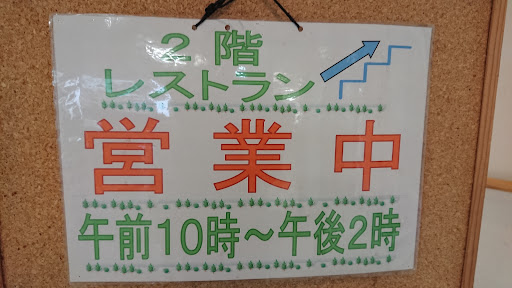 2階
レストラン
営業中
午前10時~午後2時